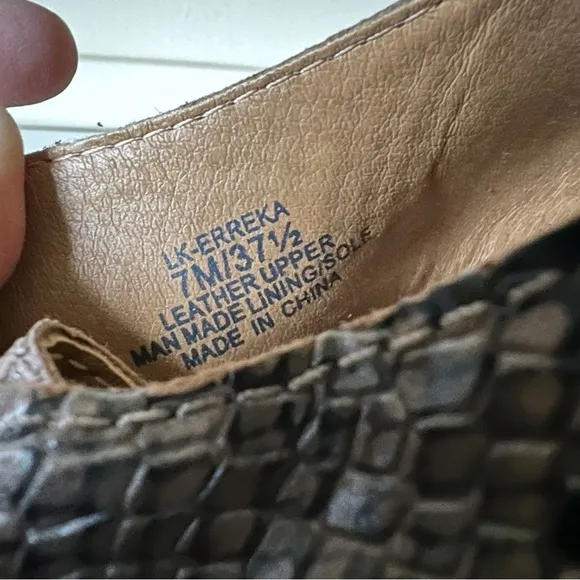 LK-ERREKA
7M/37½
LEATHER UPPER
MAN MADE LINING/SOLE
MADE IN CHINA